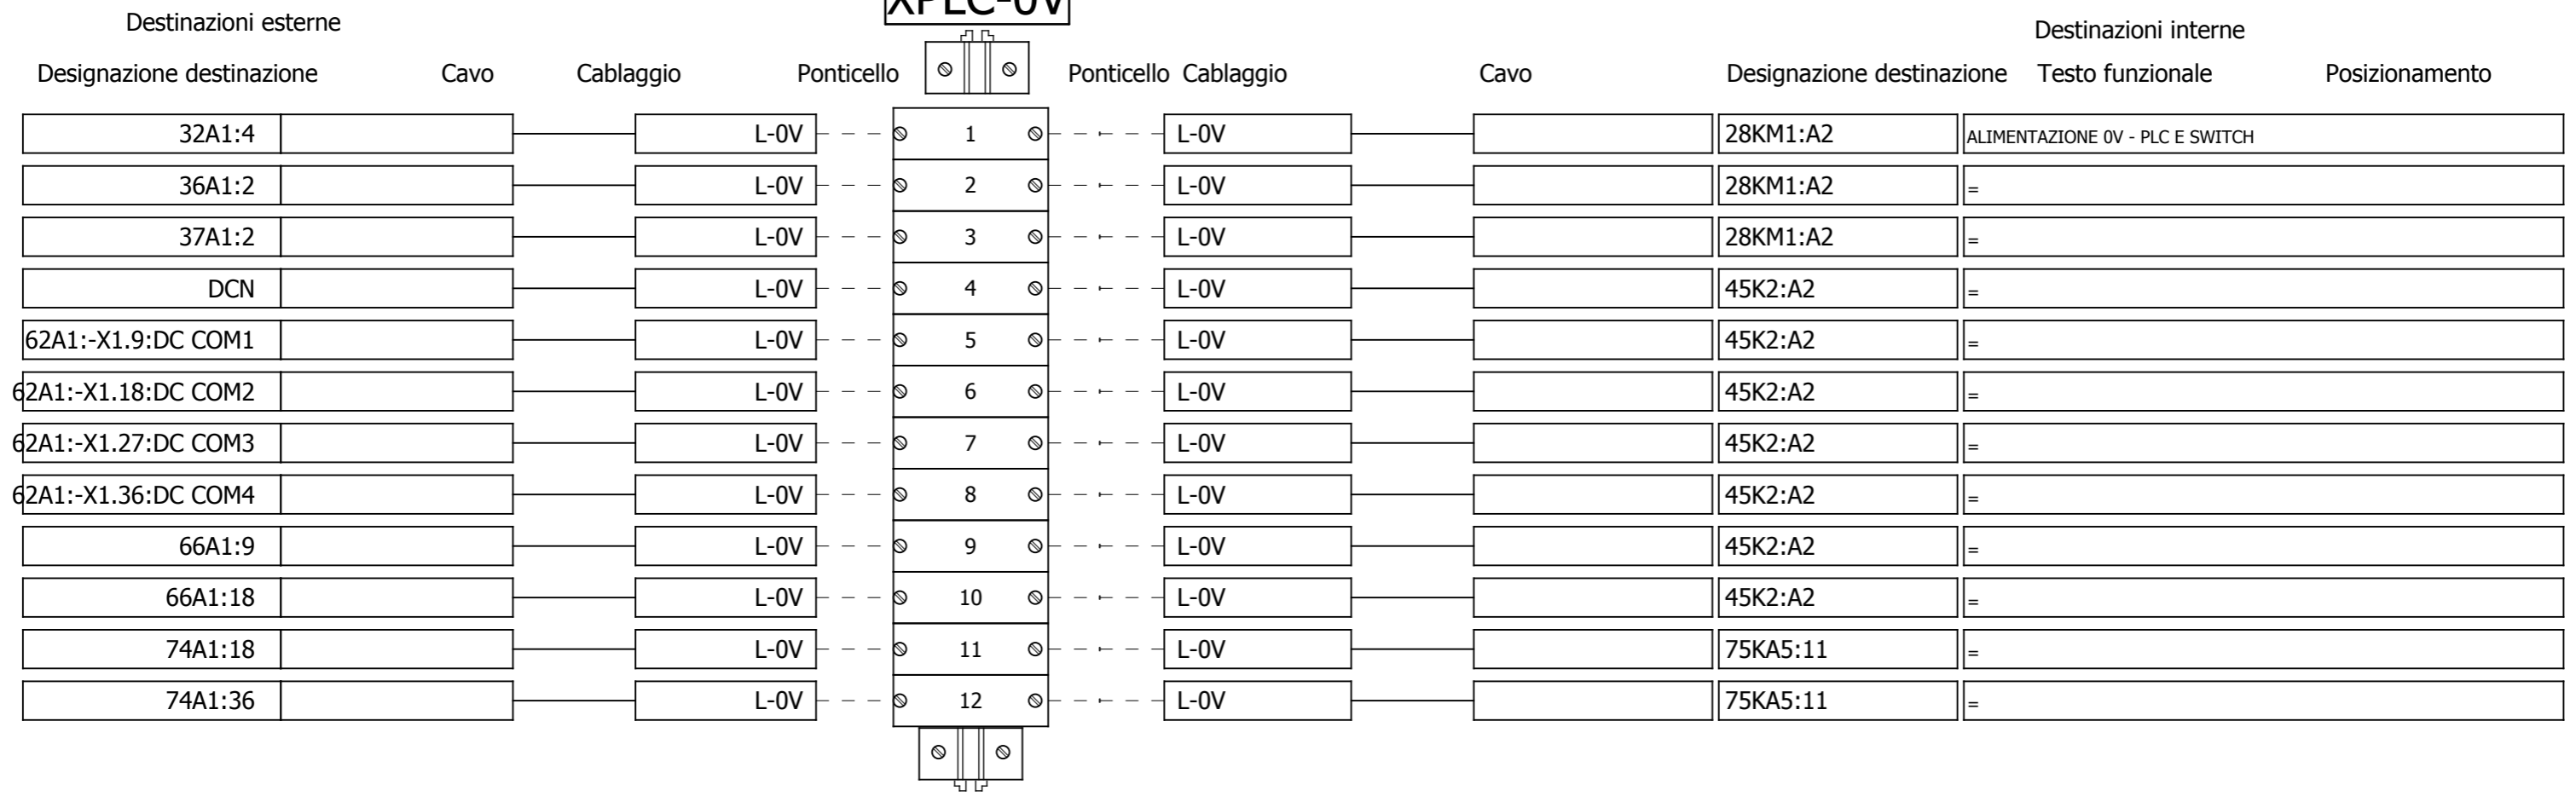 XPLC-0V
Destinazioni esterne
Destinazioni interne
Designazione destinazione Cavo Cablaggio Ponticello Ponticello Cablaggio Cavo Designazione destinazione Testo funzionale Posizionamento
32A1:4 L-0V 1 L-0V 28KM1:A2 ALIMENTAZIONE 0V - PLC E SWITCH
36A1:2 L-0V 2 L-0V 28KM1:A2 =
37A1:2 L-0V 3 L-0V 28KM1:A2 =
DCN L-0V 4 L-0V 45K2:A2 =
62A1:-X1.9:DC COM1 L-0V 5 L-0V 45K2:A2 =
62A1:-X1.18:DC COM2 L-0V 6 L-0V 45K2:A2 =
62A1:-X1.27:DC COM3 L-0V 7 L-0V 45K2:A2 =
62A1:-X1.36:DC COM4 L-0V 8 L-0V 45K2:A2 =
66A1:9 L-0V 9 L-0V 45K2:A2 =
66A1:18 L-0V 10 L-0V 45K2:A2 =
74A1:18 L-0V 11 L-0V 75KA5:11 =
74A1:36 L-0V 12 L-0V 75KA5:11 =